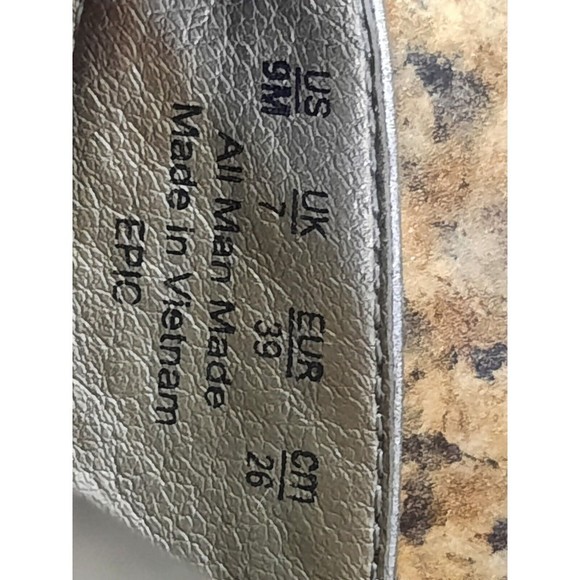 US UK EUR cm
9M 7 39 26
All Man Made
Made in Vietnam
EPIC